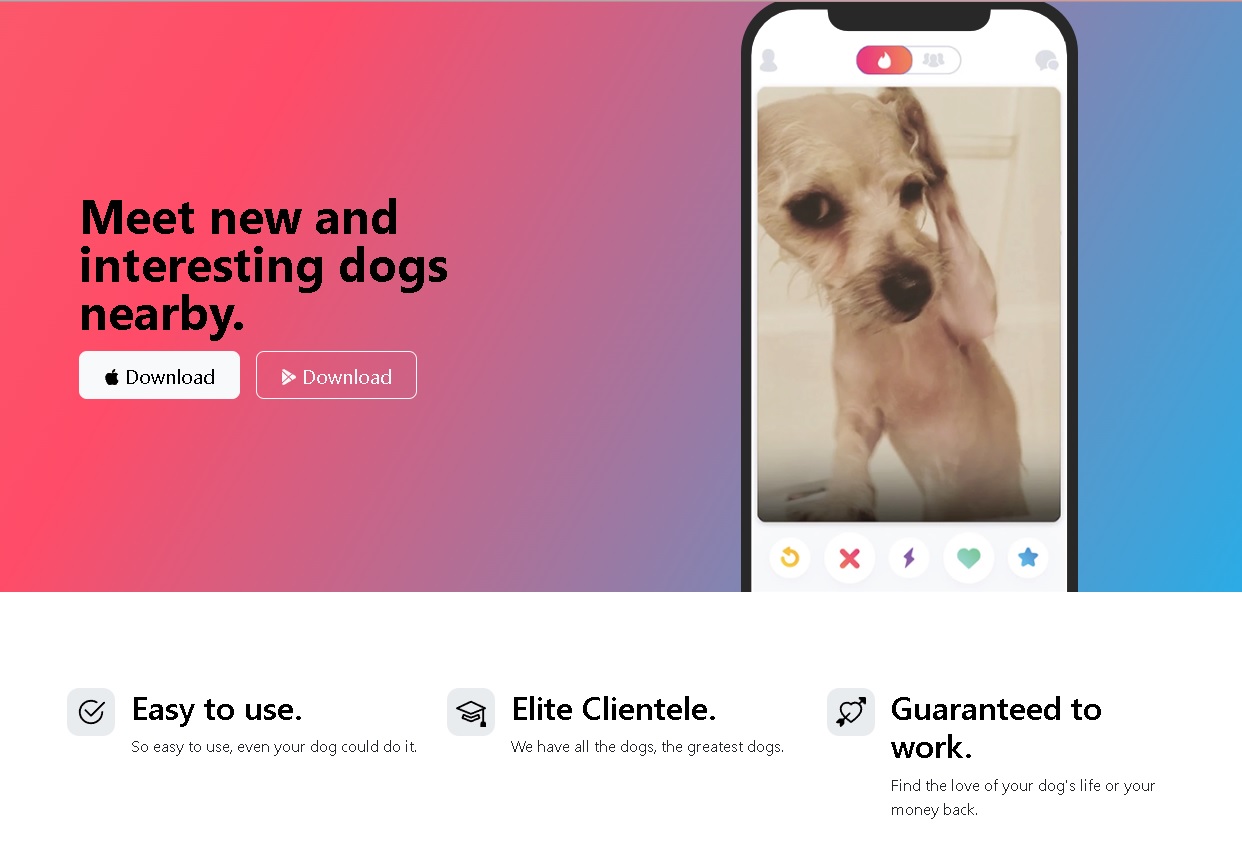 Meet new and
interesting dogs
nearby.
Download
Download
Easy to use.
So easy to use, even your dog could do it.
Elite Clientele.
We have all the dogs, the greatest dogs.
Guaranteed to
work.
Find the love of your dog's life or your
money back.